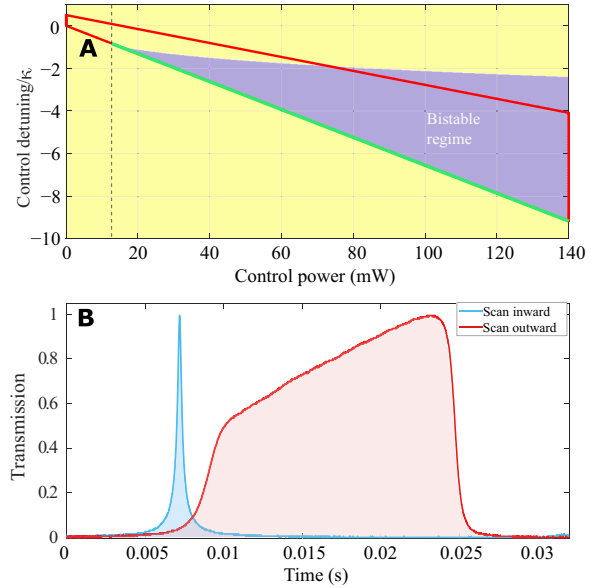 A
0
−2
−4
−6
−8
−10
Control detuning/κ
Bistable
regime
0 20 40 60 80 100 120 140
Control power (mW)
B
Scan inward
Scan outward
1
0.8
0.6
0.4
0.2
0
Transmission
0 0.005 0.01 0.015 0.02 0.025 0.03
Time (s)